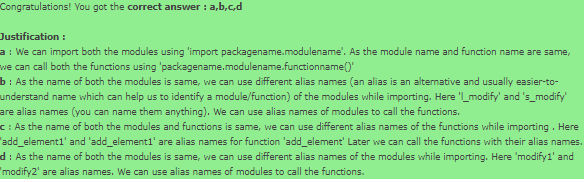 Congratulations! You got the correct answer : a,b,c,d
Justification :
a : We can import both the modules using 'import packagename.modulename'. As the module name and function name are same,
we can call both the functions using 'packagename.modulename.functionname()'
b : As the name of both the modules is same, we can use different alias names (an alias is an alternative and usually easier-to-
understand name which can help us to identify a module/function) of the modules while importing. Here 'l_modify' and 's_modify'
are alias names (you can name them anything). We can use alias names of modules to call the functions.
c : As the name of both the modules and functions is same, we can use different alias of the functions while importing . Here
'add_element1' and 'add_element1' are alias names for function 'add_element' Later we can call the functions with their alias names.
d : As the name of both the modules is same, we can use different alias names of the modules while importing. Here 'modify1' and
'modify2' are alias names. We can use alias names of modules to call the functions.